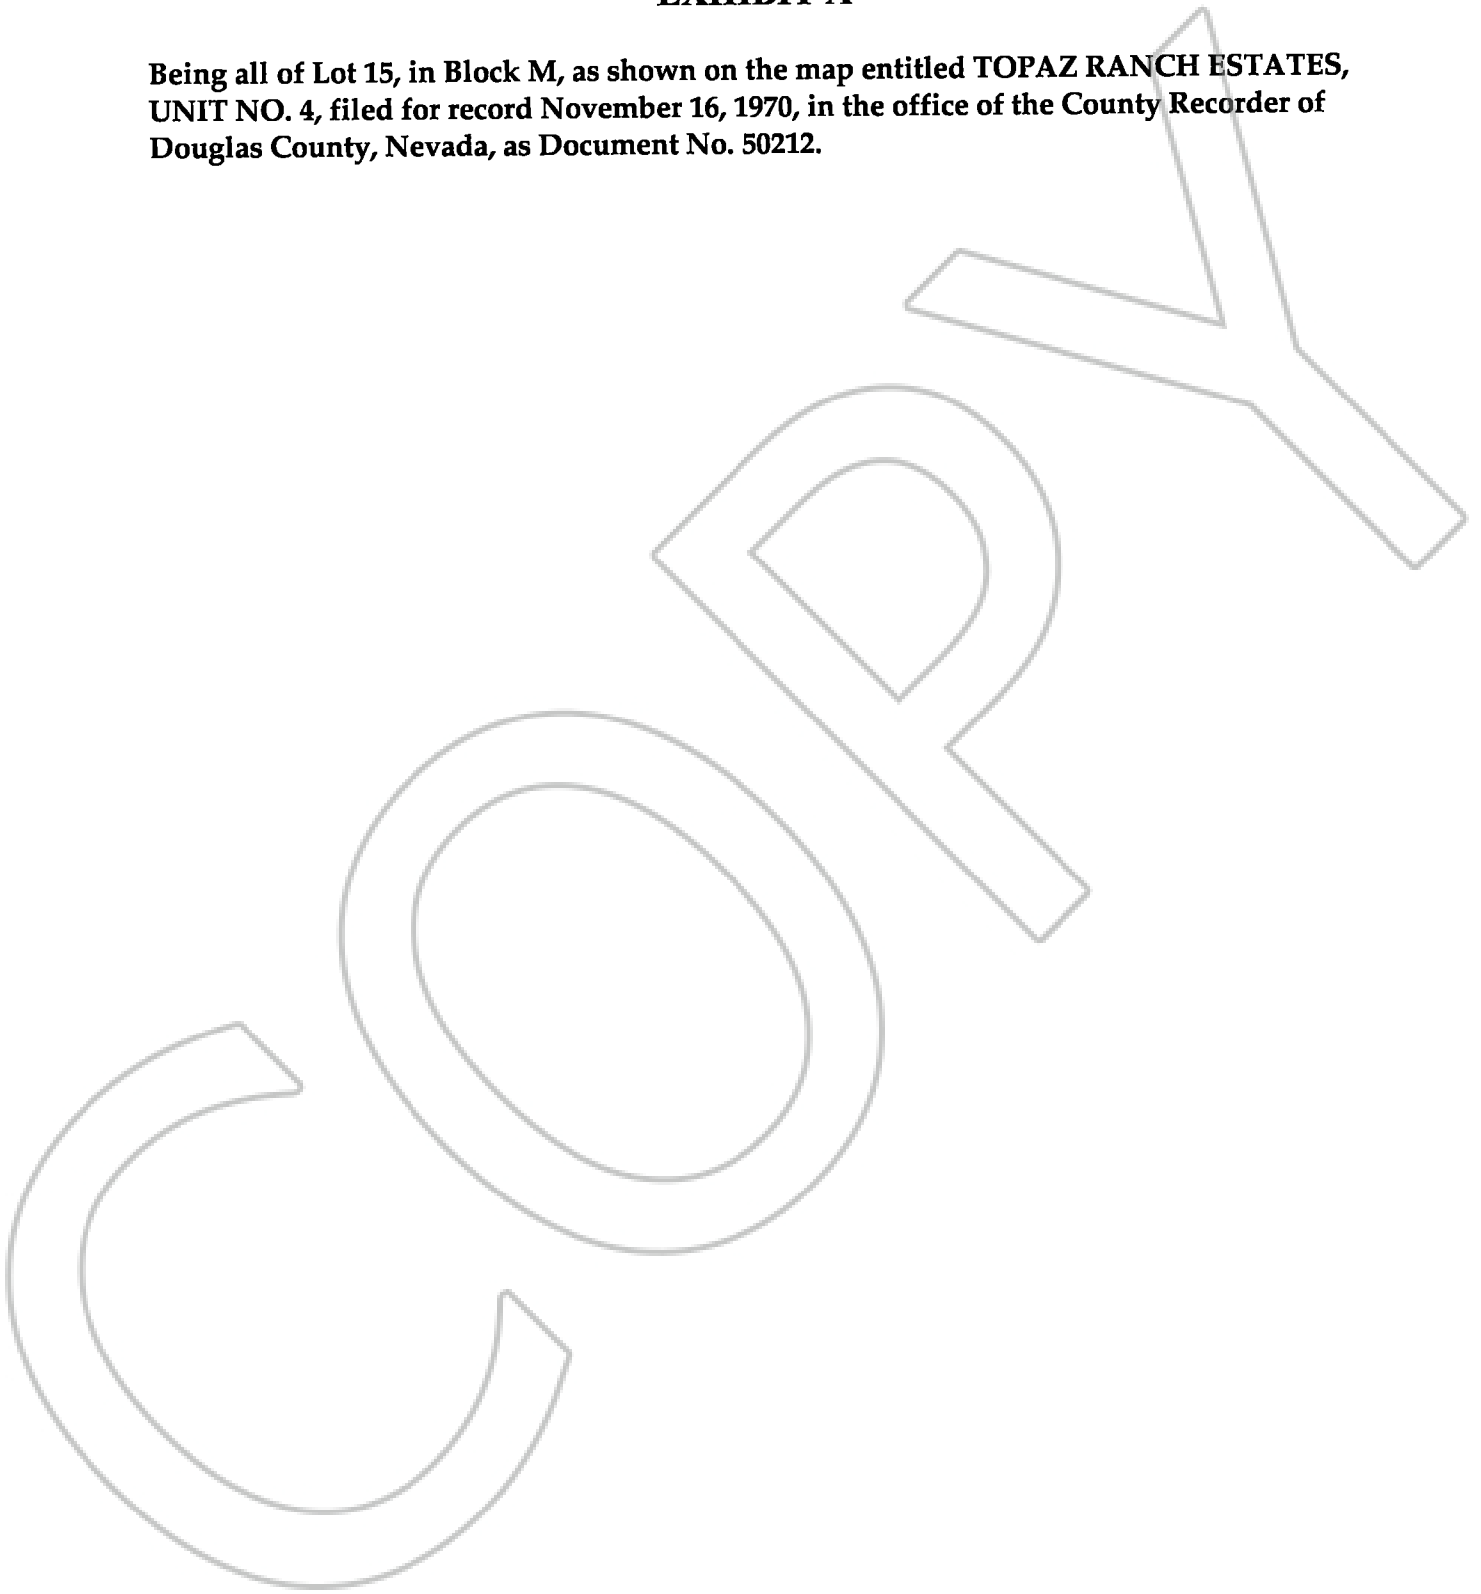 EXHIBIT A
Being all of Lot 15, in Block M, as shown on the map entitled TOPAZ RANCH ESTATES,
UNIT NO. 4, filed for record November 16, 1970, in the office of the County Recorder of
Douglas County, Nevada, as Document No. 50212.
COPY